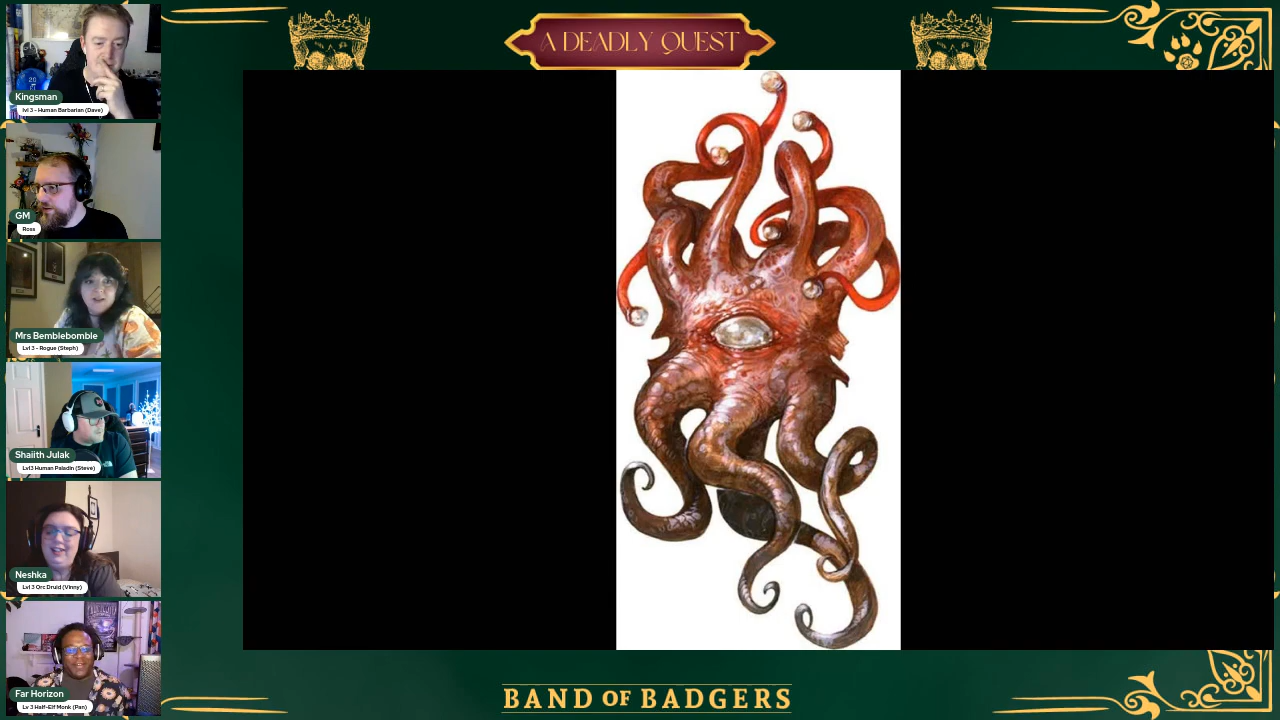 A DEADLY QUEST
Kingsman
lvl 3 - Human Barbarian (Dave)
GM
Ross
Mrs Bemblebomble
Lvl 3 - Rogue (Steph)
Shaiith Julak
Lvl3 Human Paladin (Steve)
Neshka
Lvl 3 Orc Druid (Vinny)
Far Horizon
Lv 3 Half-Elf Monk (Pan)
BAND OF BADGERS